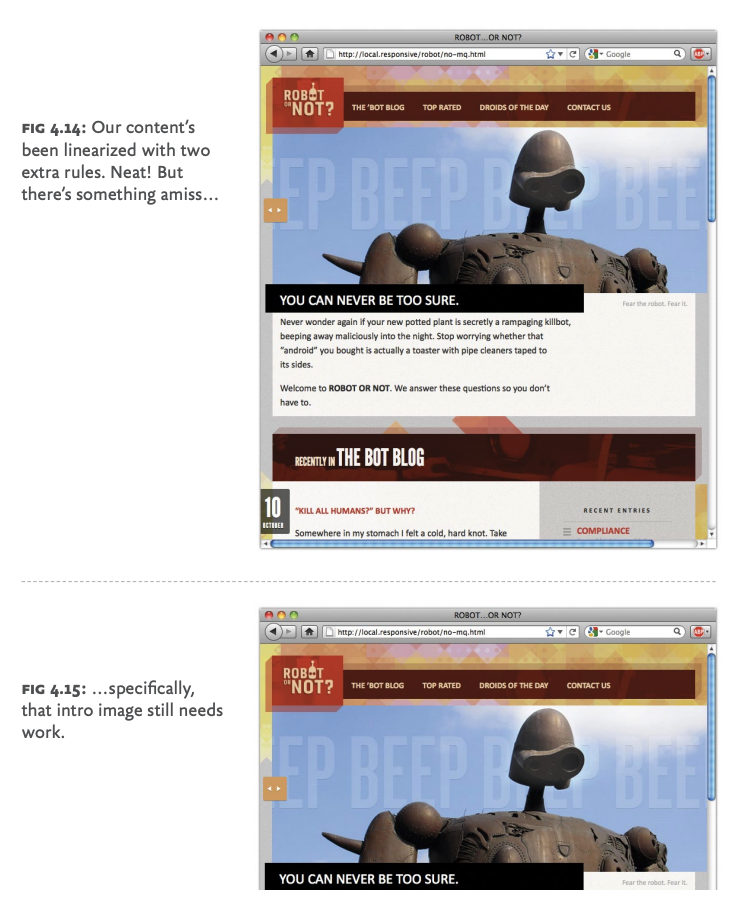 ROBOT...OR NOT?
http://local.responsive/robot/no-mq.html
Google
ABP
ROBOT
OR NOT?
THE 'BOT BLOG TOP RATED DROIDS OF THE DAY CONTACT US
FIG 4.14: Our content's
been linearized with two
extra rules. Neat! But
there's something amiss…
EP BEEP BEEP BEE
YOU CAN NEVER BE TOO SURE.
Fear the robot. Fear it.
Never wonder again if your new potted plant is secretly a rampaging killbot,
beeping away maliciously into the night. Stop worrying whether that
"android" you bought is actually a toaster with pipe cleaners taped to
its sides.
Welcome to ROBOT OR NOT. We answer these questions so you don't
have to.
RECENTLY IN THE BOT BLOG
10
OCTOBER
"KILL ALL HUMANS?" BUT WHY?
Somewhere in my stomach I felt a cold, hard knot. Take
RECENT ENTRIES
COMPLIANCE
ROBOT...OR NOT?
http://local.responsive/robot/no-mq.html
Google
ABP
ROBOT
OR NOT?
THE 'BOT BLOG TOP RATED DROIDS OF THE DAY CONTACT US
FIG 4.15: …specifically,
that intro image still needs
work.
EP BEEP BEEP BEE
YOU CAN NEVER BE TOO SURE.
Fear the robot. Fear it.